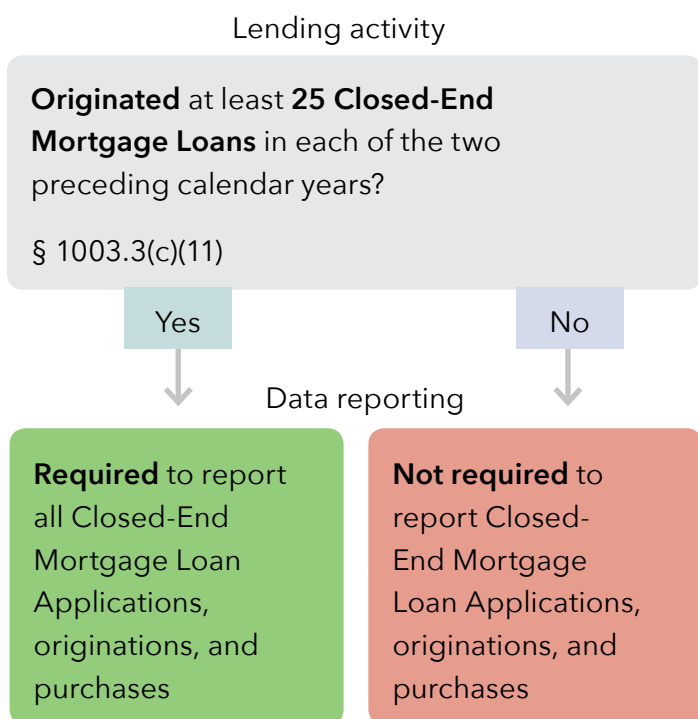 Lending activity
Originated at least 25 Closed-End
Mortgage Loans in each of the two
preceding calendar years?
§ 1003.3(c)(11)
Yes
No
Data reporting
Required to report
all Closed-End
Mortgage Loan
Applications,
originations, and
purchases
Not required to
report Closed-
End Mortgage
Loan Applications,
originations, and
purchases